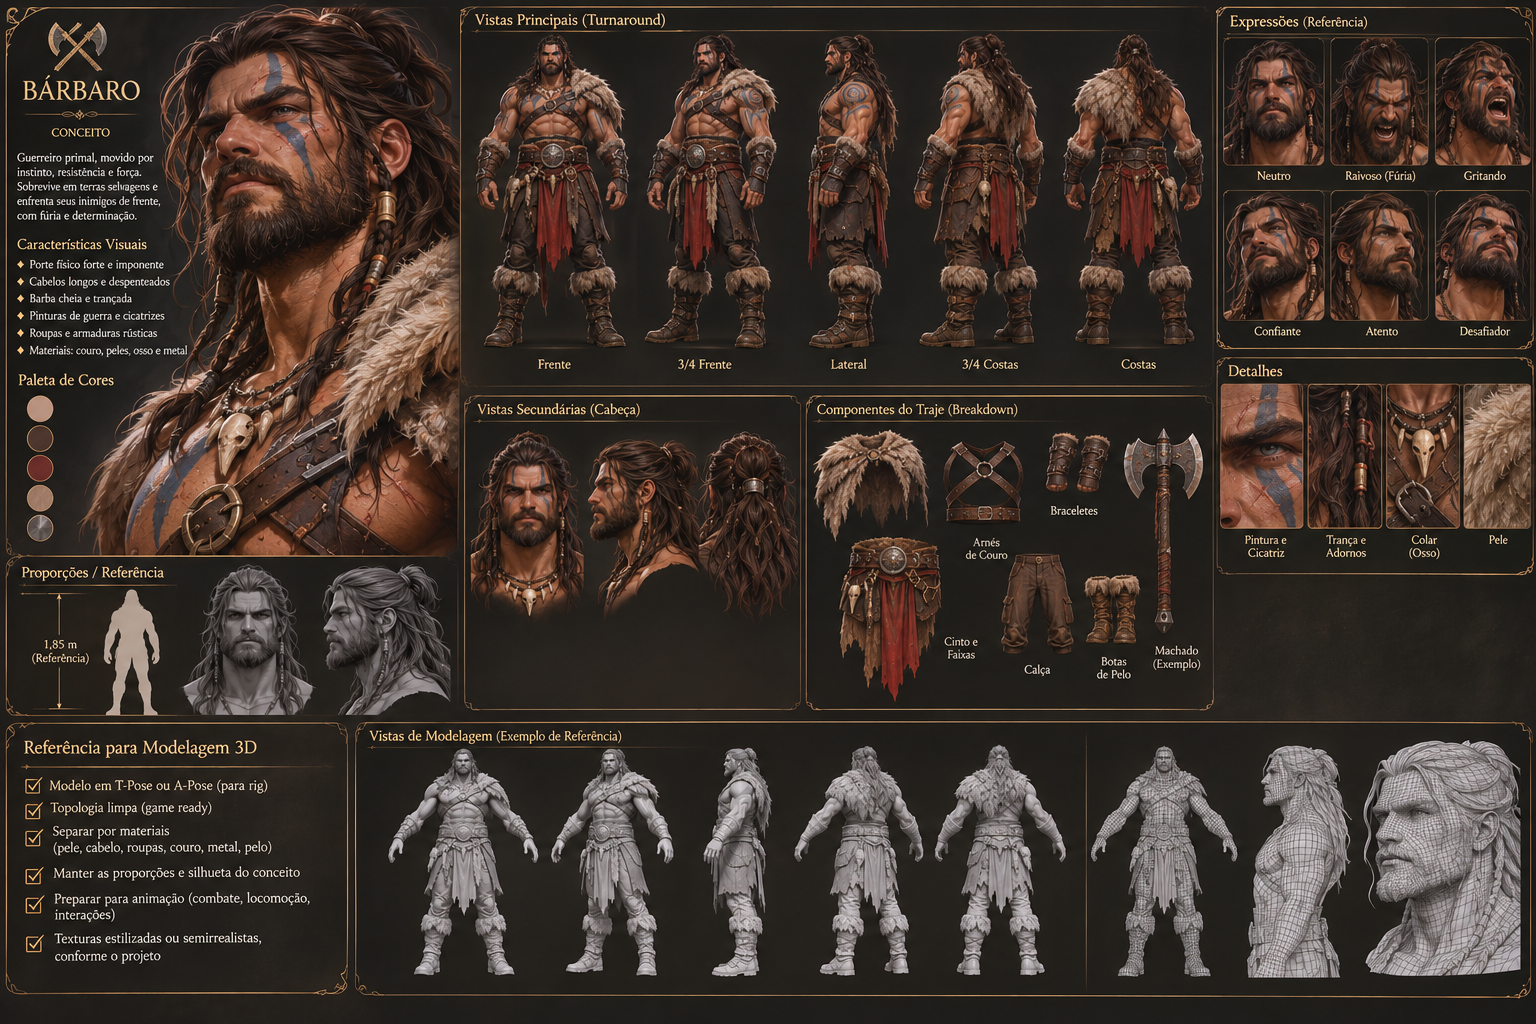 BÁRBARO
CONCEITO
Guerreiro primal, movido por
instinto, resistência e força.
Sobrevive em terras selvagens e
enfrenta seus inimigos de frente,
com fúria e determinação.
Características Visuais
Porte físico forte e imponente
Cabelos longos e despenteados
Barba cheia e trançada
Pinturas de guerra e cicatrizes
Roupas e armaduras rústicas
Materiais: couro, peles, osso e metal
Paleta de Cores
Proporções / Referência
1,85 m
(Referência)
Vistas Principais (Turnaround)
Frente
3/4 Frente
Lateral
3/4 Costas
Costas
Vistas Secundárias (Cabeça)
Componentes do Traje (Breakdown)
Arnés
de Couro
Braceletes
Cinto e
Faixas
Calça
Botas
de Pelo
Machado
(Exemplo)
Expressões (Referência)
Neutro
Raivoso (Fúria)
Gritando
Confiante
Atento
Desafiador
Detalhes
Pintura e
Cicatriz
Trança e
Adornos
Colar
(Osso)
Pele
Referência para Modelagem 3D
Modelo em T-Pose ou A-Pose (para rig)
Topologia limpa (game ready)
Separar por materiais
(pele, cabelo, roupas, couro, metal, pelo)
Manter as proporções e silhueta do conceito
Preparar para animação (combate, locomoção,
interações)
Texturas estilizadas ou semirrealistas,
conforme o projeto
Vistas de Modelagem (Exemplo de Referência)